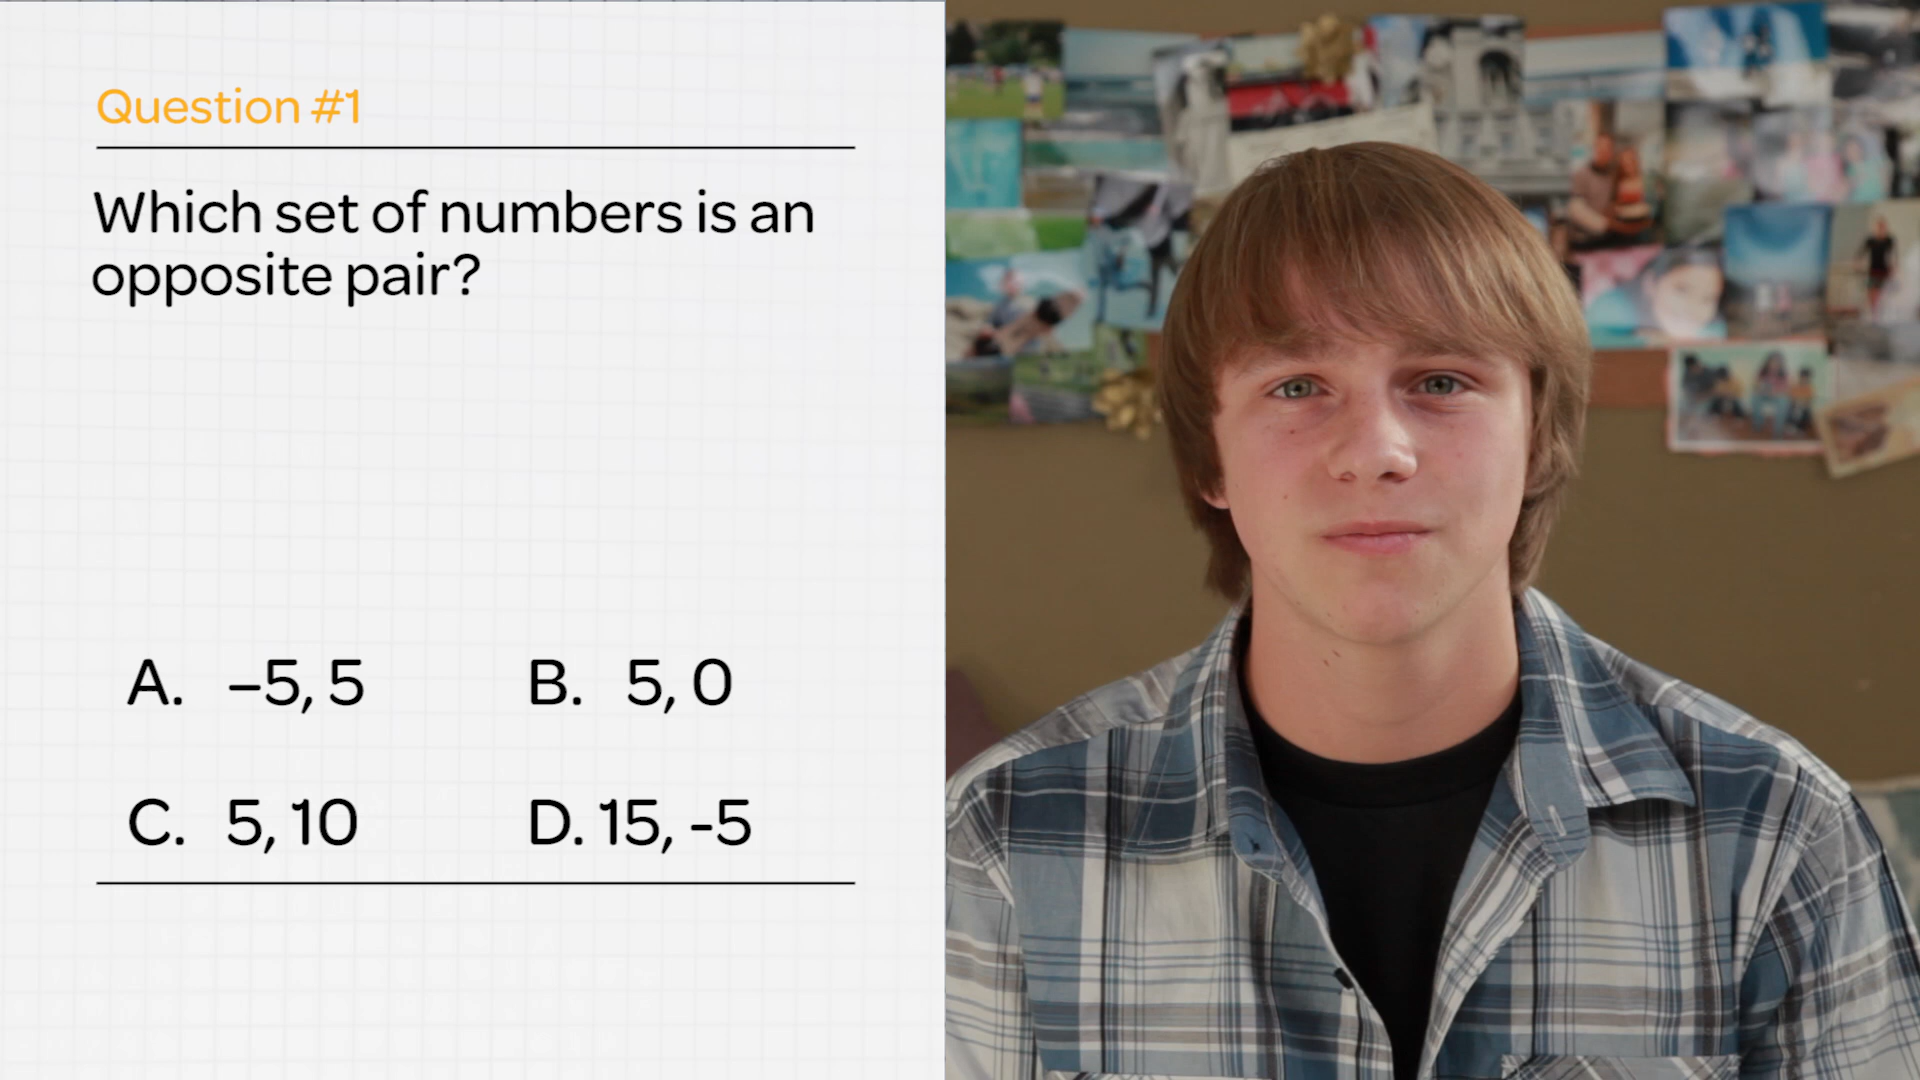 Question #1
Which set of numbers is an
opposite pair?
A. –5, 5
B. 5, 0
C. 5, 10
D. 15, -5